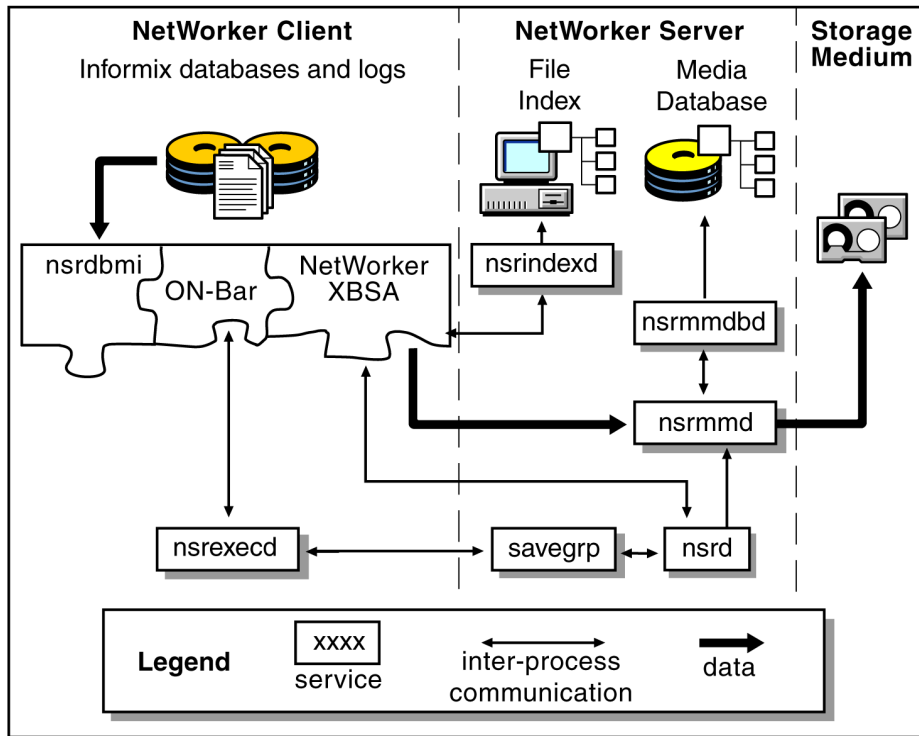 NetWorker Client
NetWorker Server
Storage
Medium
Informix databases and logs
File
Index
Media
Database
nsrdbmi
ON-Bar
NetWorker
XBSA
nsrindexd
nsrmmdbd
nsrmmd
nsrexecd
savegrp
nsrd
Legend
xxxx
service
inter-process
communication
data